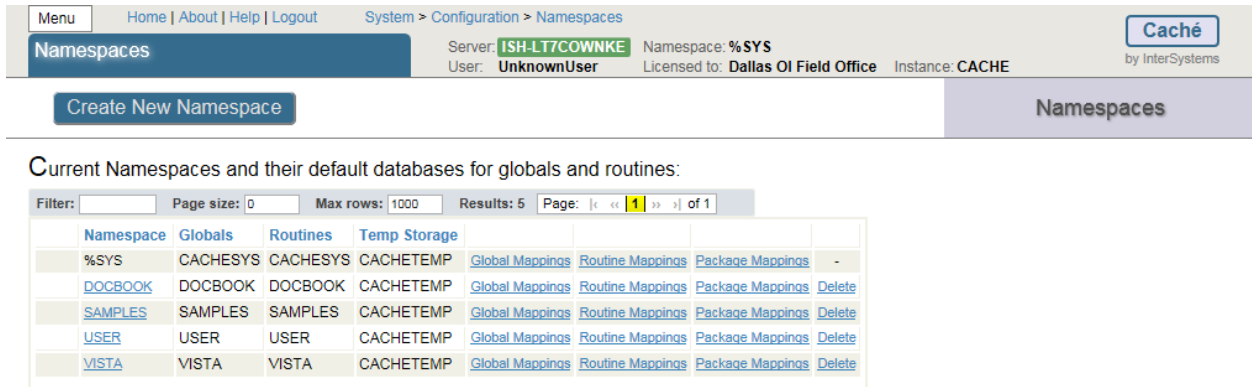 Menu Home | About | Help | Logout System > Configuration > Namespaces
Namespaces
Server: ISH-LT7COWNKE Namespace: %SYS
User: UnknownUser Licensed to: Dallas OI Field Office Instance: CACHE
Caché
by InterSystems
Create New Namespace
Namespaces
Current Namespaces and their default databases for globals and routines:
Filter: Page size: 0 Max rows: 1000 Results: 5 Page: |‹ ‹‹ 1 ›› ›| of 1
Namespace Globals Routines Temp Storage
%SYS CACHESYS CACHESYS CACHETEMP Global Mappings Routine Mappings Package Mappings -
DOCBOOK DOCBOOK DOCBOOK CACHETEMP Global Mappings Routine Mappings Package Mappings Delete
SAMPLES SAMPLES SAMPLES CACHETEMP Global Mappings Routine Mappings Package Mappings Delete
USER USER USER CACHETEMP Global Mappings Routine Mappings Package Mappings Delete
VISTA VISTA VISTA CACHETEMP Global Mappings Routine Mappings Package Mappings Delete